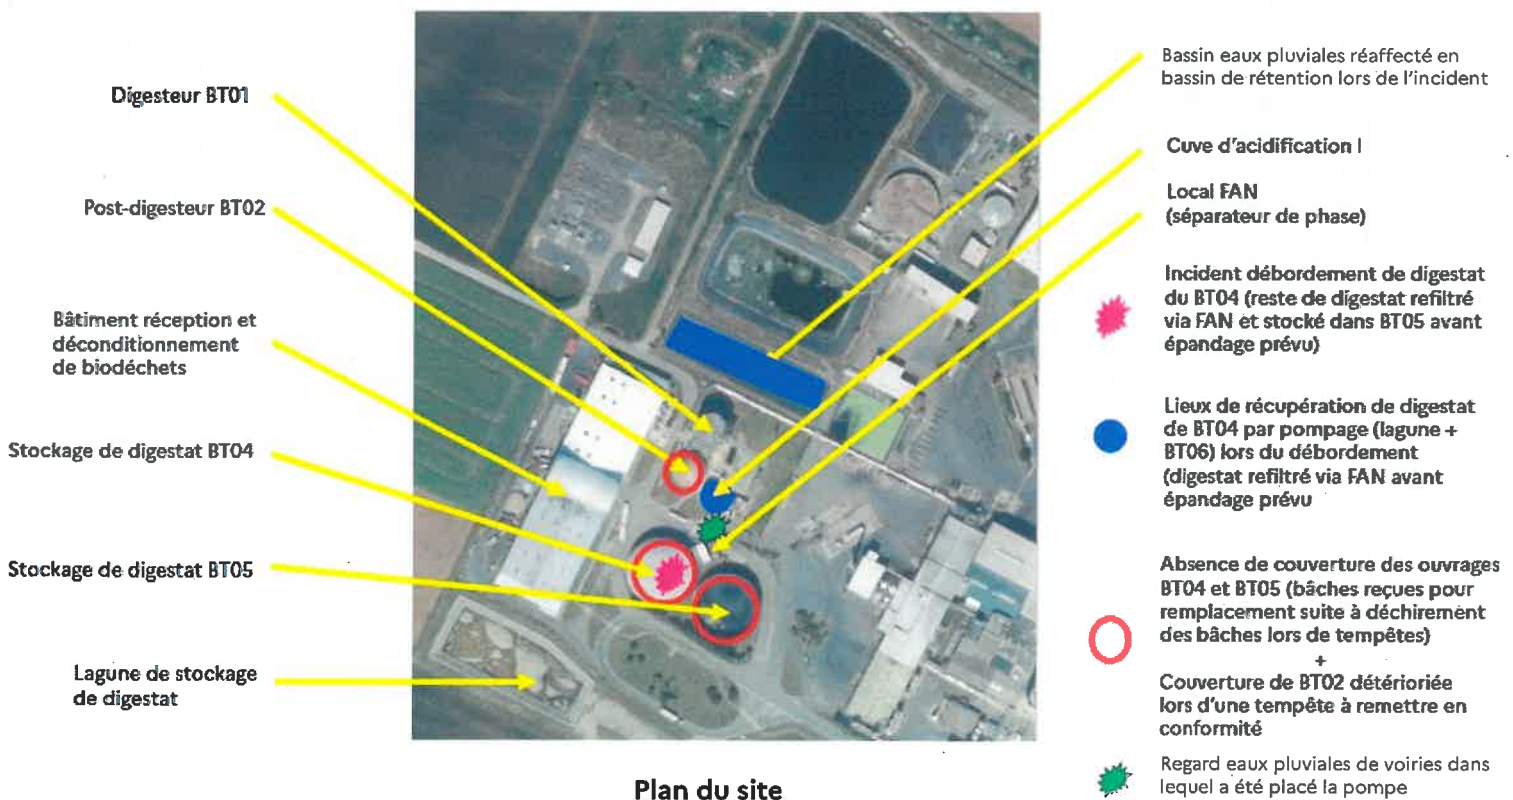 Digesteur BT01
Post-digesteur BT02
Bâtiment réception et
déconditionnement
de biodéchets
Stockage de digestat BT04
Stockage de digestat BT05
Lagune de stockage
de digestat
Bassin eaux pluviales réaffecté en
bassin de rétention lors de l'incident
Cuve d'acidification I
Local FAN
(séparateur de phase)
Incident débordement de digestat
du BT04 (reste de digestat refiltré
via FAN et stocké dans BT05 avant
épandage prévu)
Lieux de récupération de digestat
de BT04 par pompage (lagune +
BT06) lors du débordement
(digestat refiltré via FAN avant
épandage prévu
Absence de couverture des ouvrages
BT04 et BT05 (bâches reçues pour
remplacement suite à déchirement
des bâches lors de tempêtes)
+
Couverture de BT02 détérioriée
lors d'une tempête à remettre en
conformité
Regard eaux pluviales de voiries dans
lequel a été placé la pompe
Plan du site